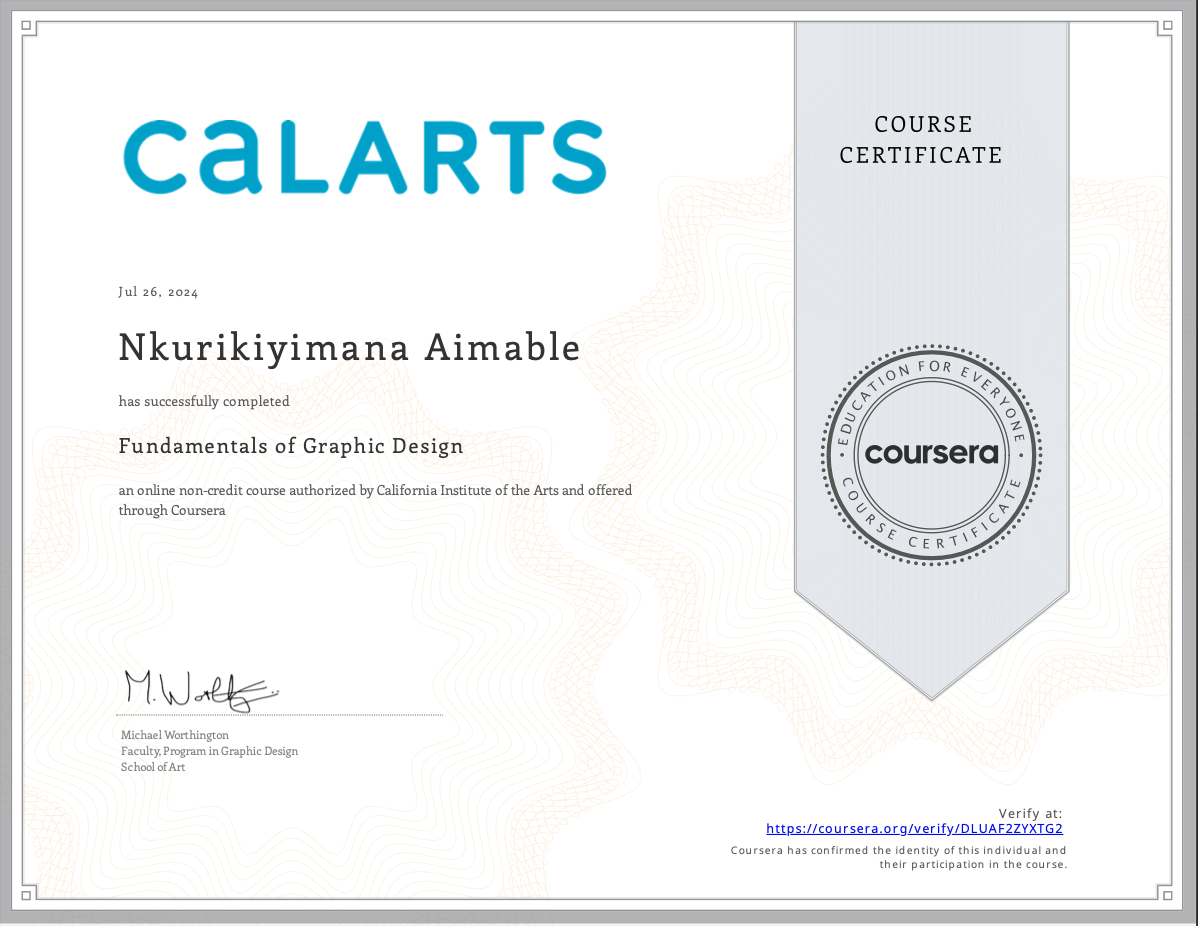 CALARTS
COURSE
CERTIFICATE
Jul 26, 2024
Nkurikiyimana Aimable
has successfully completed
Fundamentals of Graphic Design
an online non-credit course authorized by California Institute of the Arts and offered
through Coursera
EDUCATION FOR EVERYONE
coursera
COURSE CERTIFICATE
M. Worthington
Michael Worthington
Faculty, Program in Graphic Design
School of Art
Verify at:
https://coursera.org/verify/DLUAF2ZYXTG2
Coursera has confirmed the identity of this individual and
their participation in the course.